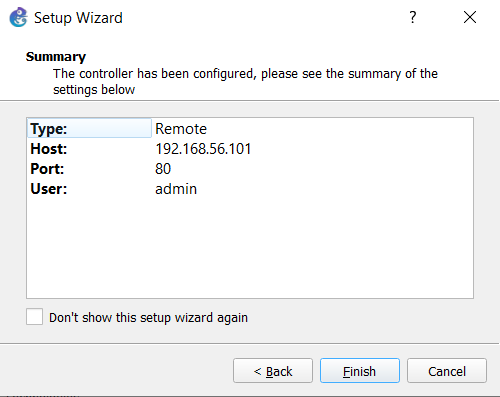 Setup Wizard
Summary
The controller has been configured, please see the summary of the
settings below
Type: Remote
Host: 192.168.56.101
Port: 80
User: admin
Don't show this setup wizard again
< Back Finish Cancel